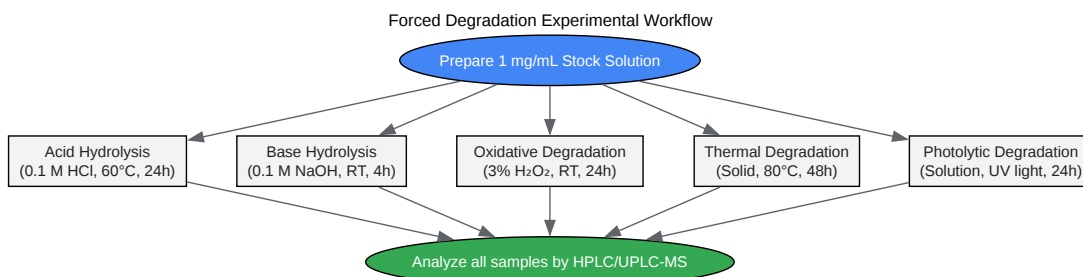 Forced Degradation Experimental Workflow
Prepare 1 mg/mL Stock Solution
Acid Hydrolysis
(0.1 M HCl, 60°C, 24h)
Base Hydrolysis
(0.1 M NaOH, RT, 4h)
Oxidative Degradation
(3% H₂O₂, RT, 24h)
Thermal Degradation
(Solid, 80°C, 48h)
Photolytic Degradation
(Solution, UV light, 24h)
Analyze all samples by HPLC/UPLC-MS